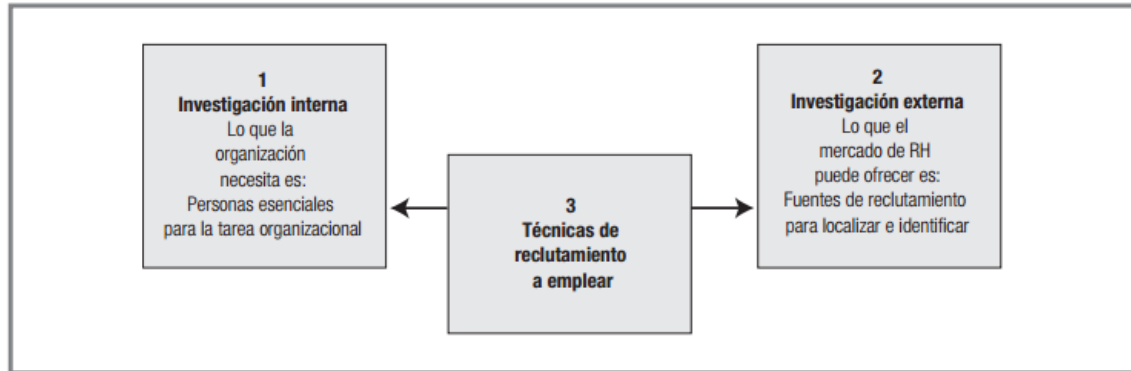 1
Investigación interna
Lo que la
organización
necesita es:
Personas esenciales
para la tarea organizacional
2
Investigación externa
Lo que el
mercado de RH
puede ofrecer es:
Fuentes de reclutamiento
para localizar e identificar
3
Técnicas de
reclutamiento
a emplear